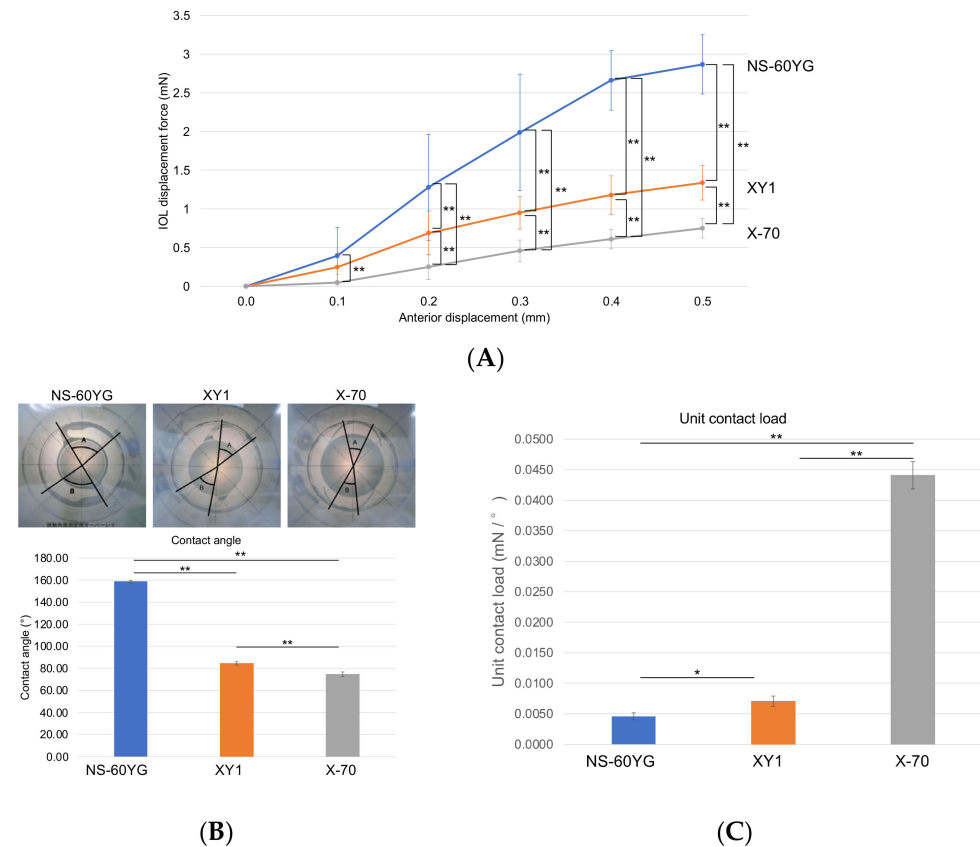 3.5
3
2.5
2
1.5
1
0.5
0
IOL displacement force (mN)
NS-60YG
XY1
X-70
** ** ** ** ** ** ** ** ** ** ** ** **
0.0 0.1 0.2 0.3 0.4 0.5
Anterior displacement (mm)
(A)
NS-60YG XY1 X-70
A A A
B B B
Contact angle
180.00
160.00
140.00
120.00
100.00
80.00
60.00
40.00
20.00
0.00
Contact angle (°)
** ** **
NS-60YG XY1 X-70
(B)
Unit contact load
0.0500
0.0450
0.0400
0.0350
0.0300
0.0250
0.0200
0.0150
0.0100
0.0050
0.0000
Unit contact load (mN / °)
** ** *
NS-60YG XY1 X-70
(C)